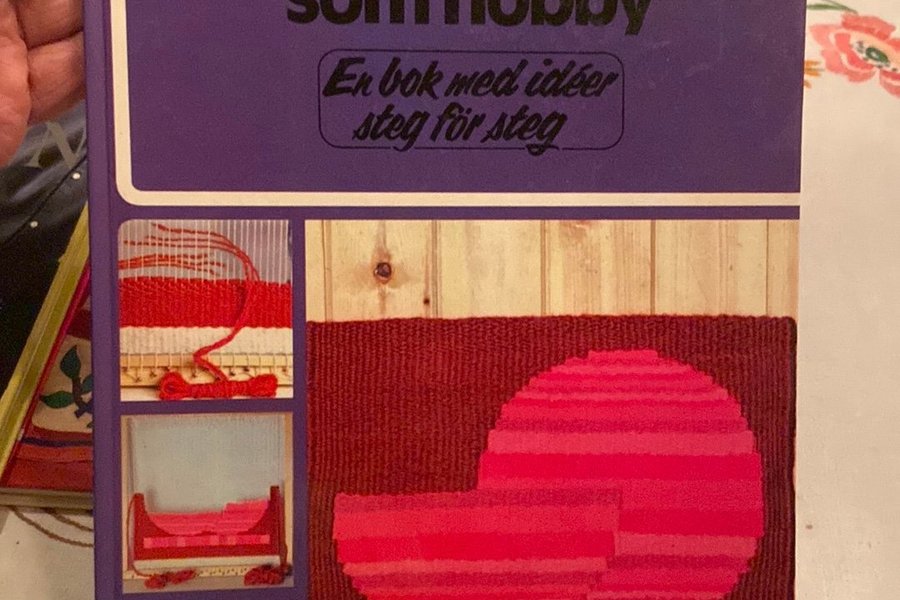 som hobby
En bok med idéer
steg för steg